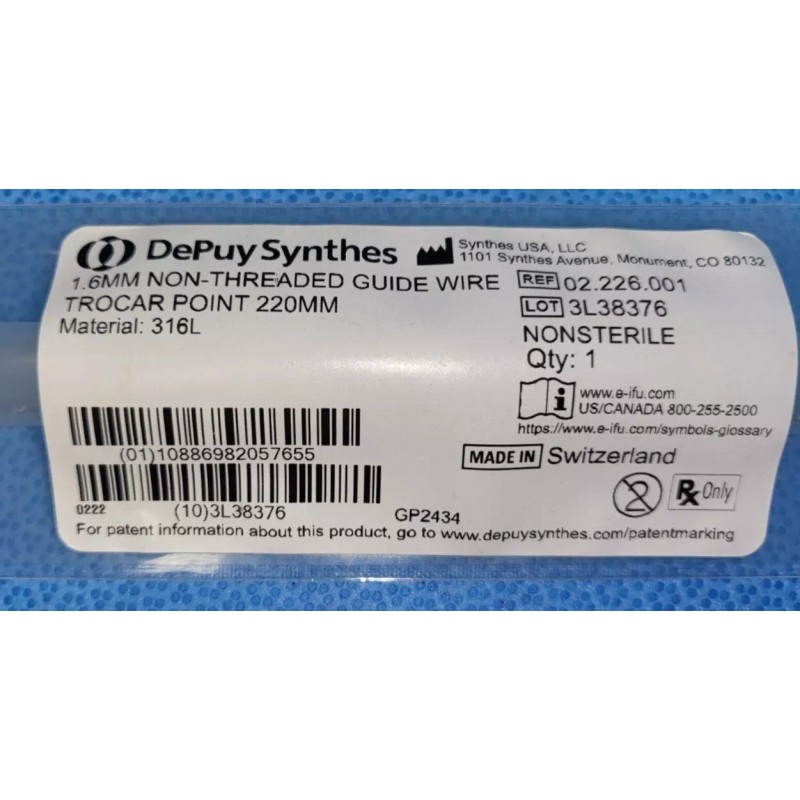 DePuy Synthes
Synthes USA, LLC
1101 Synthes Avenue, Monument, CO 80132
1.6MM NON-THREADED GUIDE WIRE
TROCAR POINT 220MM
Material: 316L
REF 02.226.001
LOT 3L38376
NONSTERILE
Qty: 1
www.e-ifu.com
US/CANADA 800-255-2500
https://www.e-ifu.com/symbols-glossary
MADE IN Switzerland
(01)10886982057655
2
Rx Only
0222
(10)3L38376
GP2434
For patent information about this product, go to www.depuysynthes.com/patentmarking